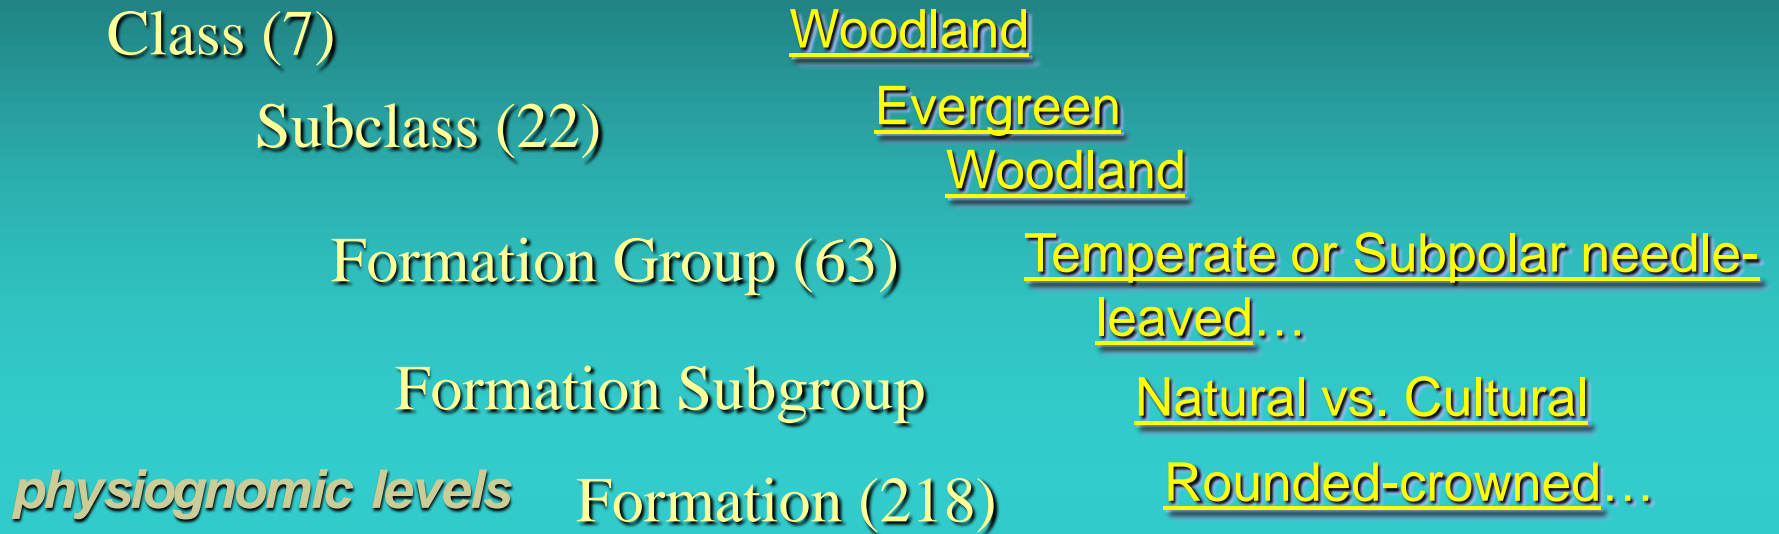 Class (7) Woodland
Subclass (22) Evergreen
Woodland
Formation Group (63) Temperate or Subpolar needle-
leaved…
Formation Subgroup Natural vs. Cultural
physiognomic levels Formation (218) Rounded-crowned…